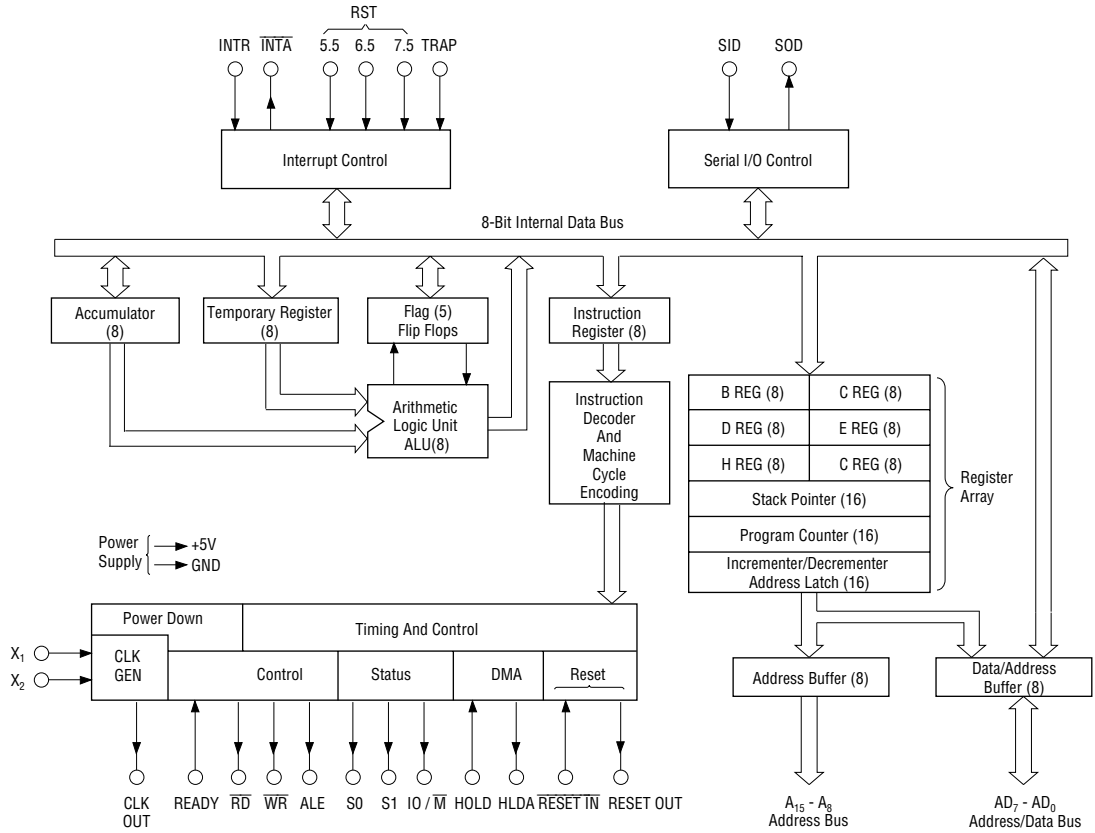 RST
INTR INTA 5.5 6.5 7.5 TRAP SID SOD
Interrupt Control
Serial I/O Control
8-Bit Internal Data Bus
Accumulator
(8)
Temporary Register
(8)
Flag (5)
Flip Flops
Instruction
Register (8)
Arithmetic
Logic Unit
ALU(8)
Instruction
Decoder
And
Machine
Cycle
Encoding
B REG (8) C REG (8)
D REG (8) E REG (8)
H REG (8) C REG (8)
Stack Pointer (16)
Program Counter (16)
Incrementer/Decrementer
Address Latch (16)
Register
Array
Power
Supply
+5V
GND
Power Down
Timing And Control
X1
X2
CLK
GEN
Control Status DMA Reset
Address Buffer (8)
Data/Address
Buffer (8)
CLK
OUT
READY RD WR ALE S0 S1 IO / M HOLD HLDA RESET IN RESET OUT
A15 - A8
Address Bus
AD7 - AD0
Address/Data Bus